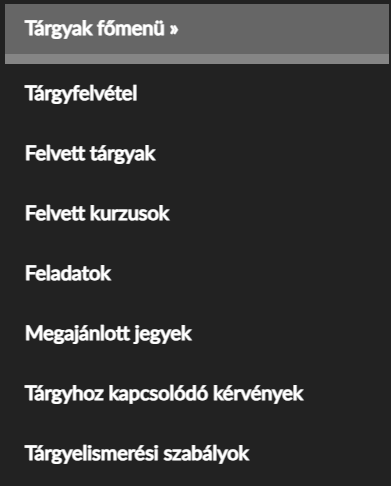 Tárgyak főmenü »
Tárgyfelvétel
Felvett tárgyak
Felvett kurzusok
Feladatok
Megajánlott jegyek
Tárgyhoz kapcsolódó kérvények
Tárgyelismerési szabályok